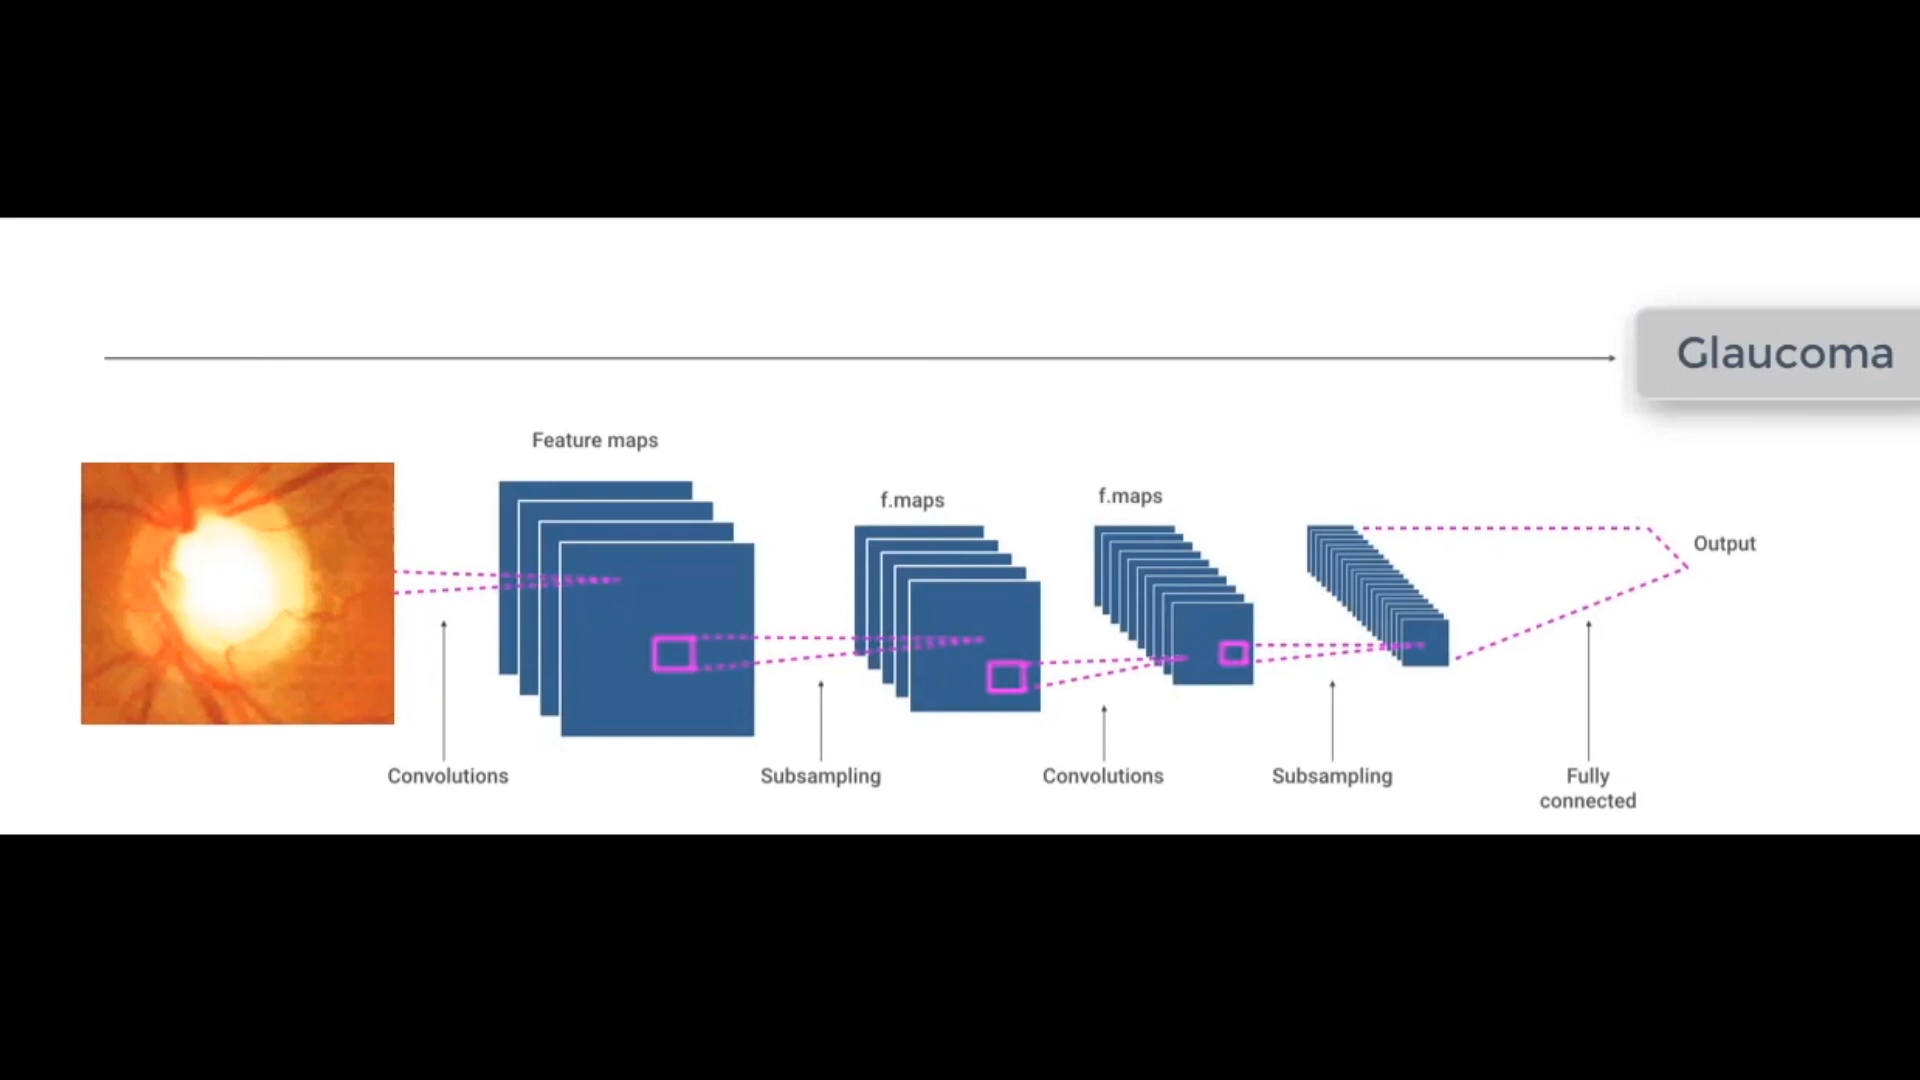 Glaucoma
Feature maps
f.maps
f.maps
Output
Convolutions
Subsampling
Convolutions
Subsampling
Fully
connected